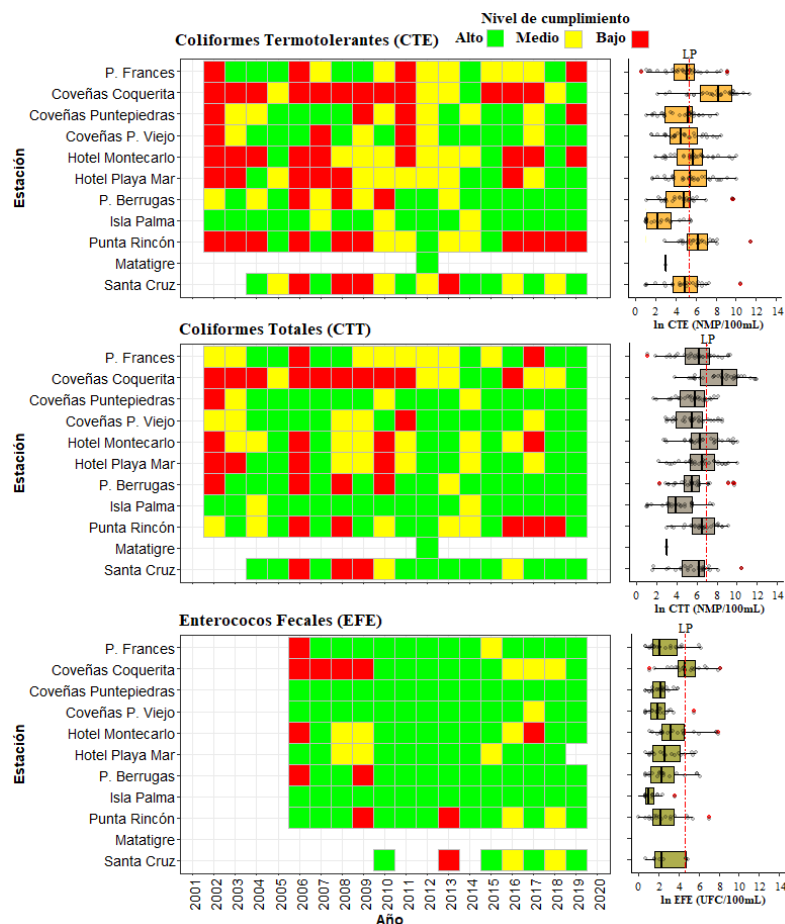 Nivel de cumplimiento
Coliformes Termotolerantes (CTE)
Alto Medio Bajo
LP
Estación
P. Frances
Coveñas Coquerita
Coveñas Puntepiedras
Coveñas P. Viejo
Hotel Montecarlo
Hotel Playa Mar
P. Berrugas
Isla Palma
Punta Rincón
Matatigre
Santa Cruz
0 2 4 6 8 10 12 14
ln CTE (NMP/100mL)
Coliformes Totales (CTT)
LP
Estación
P. Frances
Coveñas Coquerita
Coveñas Puntepiedras
Coveñas P. Viejo
Hotel Montecarlo
Hotel Playa Mar
P. Berrugas
Isla Palma
Punta Rincón
Matatigre
Santa Cruz
0 2 4 6 8 10 12 14
ln CTT (NMP/100mL)
Enterococos Fecales (EFE)
LP
Estación
P. Frances
Coveñas Coquerita
Coveñas Puntepiedras
Coveñas P. Viejo
Hotel Montecarlo
Hotel Playa Mar
P. Berrugas
Isla Palma
Punta Rincón
Matatigre
Santa Cruz
0 2 4 6 8 10 12 14
ln EFE (UFC/100mL)
2001 2002 2003 2004 2005 2006 2007 2008 2009 2010 2011 2012 2013 2014 2015 2016 2017 2018 2019 2020
Año